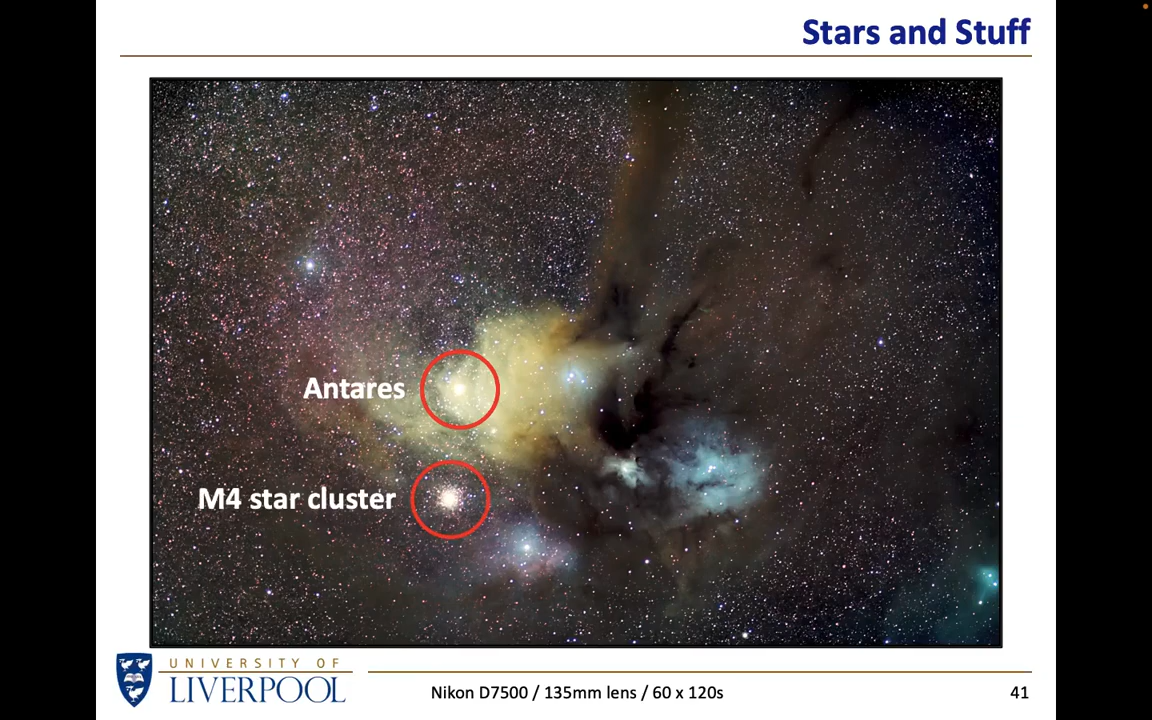 Stars and Stuff
Antares
M4 star cluster
UNIVERSITY OF
LIVERPOOL
Nikon D7500 / 135mm lens / 60 x 120s
41